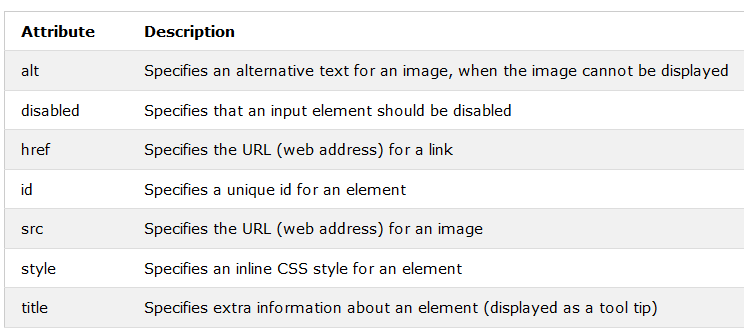 Attribute Description
alt Specifies an alternative text for an image, when the image cannot be displayed
disabled Specifies that an input element should be disabled
href Specifies the URL (web address) for a link
id Specifies a unique id for an element
src Specifies the URL (web address) for an image
style Specifies an inline CSS style for an element
title Specifies extra information about an element (displayed as a tool tip)